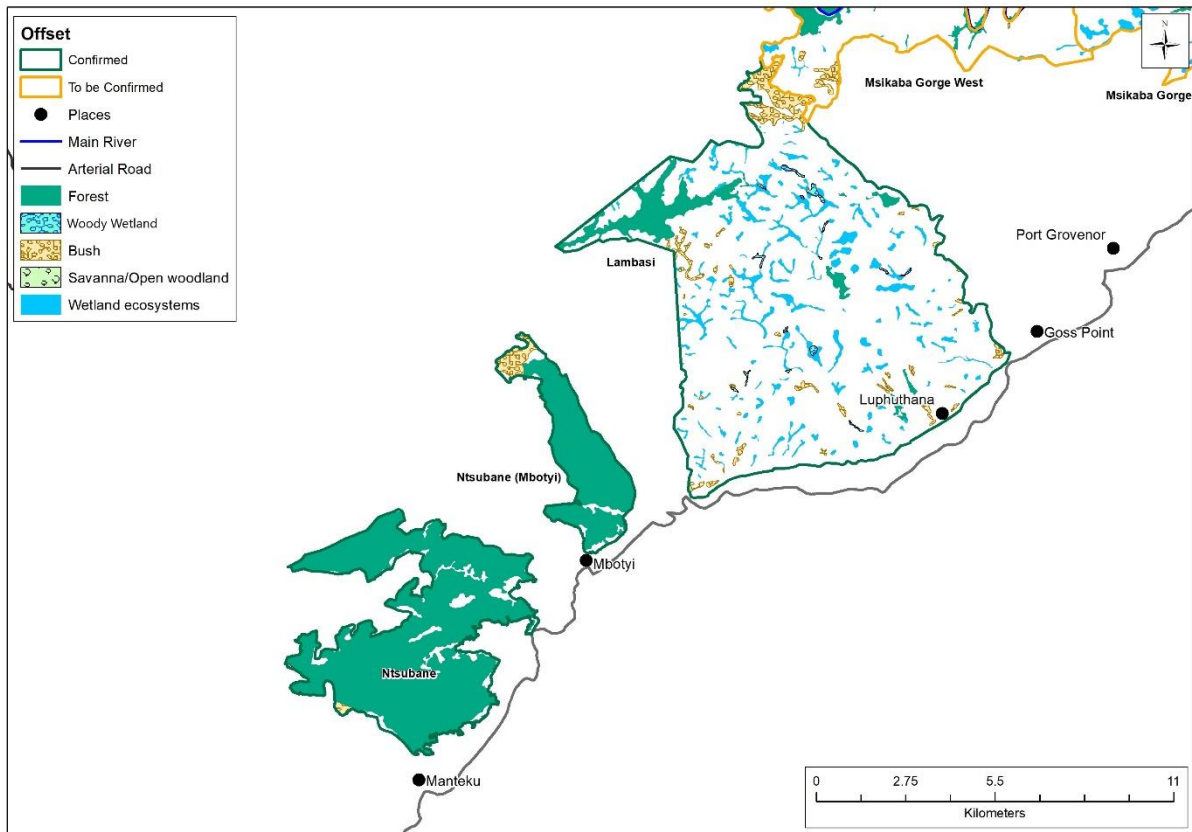 Offset
Confirmed
To be Confirmed
Places
Main River
Arterial Road
Forest
Woody Wetland
Bush
Savanna/Open woodland
Wetland ecosystems
N
Msikaba Gorge West
Msikaba Gorge
Port Grovenor
Lambasi
Goss Point
Luphuthana
Ntsubane (Mbotyi)
Mbotyi
Ntsubane
Manteku
0 2.75 5.5 11
Kilometers